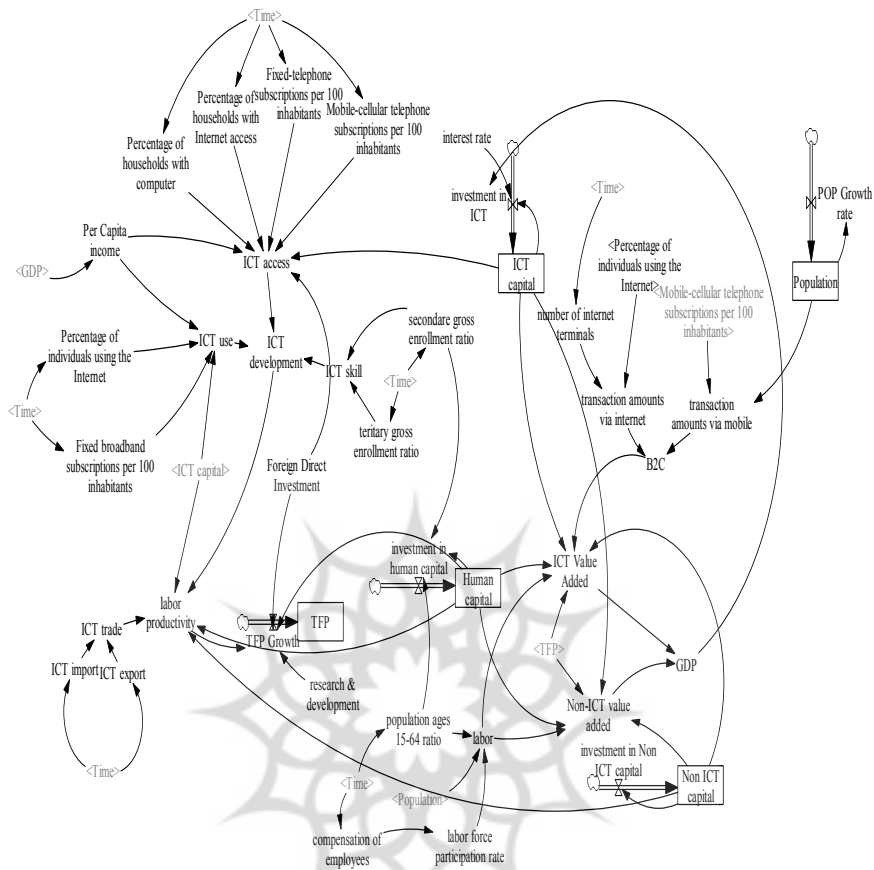 <Time>
Fixed-telephone
subscriptions per 100
inhabitants
Percentage of
households with
Internet access
Mobile-cellular telephone
subscriptions per 100
inhabitants
Percentage of
households with
computer
interest rate
investment in
ICT
<Time>
POP Growth
rate
Per Capita
income
<GDP>
ICT access
ICT
capital
<Percentage of
individuals using the
Internet>
Population
<Mobile-cellular telephone
subscriptions per 100
inhabitants>
number of internet
terminals
Percentage of
individuals using the
Internet
ICT use
ICT
development
ICT skill
secondare gross
enrollment ratio
<Time>
teritary gross
enrollment ratio
transaction amounts
via internet
transaction
amounts via mobile
<Time>
Fixed broadband
subscriptions per 100
inhabitants
<ICT capital>
Foreign Direct
Investment
B2C
investment in
human capital
Human
capital
ICT Value
Added
labor
productivity
TFP
TFP Growth
ICT trade
ICT import
ICT export
<Time>
research &
development
<TFP>
GDP
Non-ICT value
added
population ages
15-64 ratio
labor
investment in Non
ICT capital
Non ICT
capital
<Time>
<Population>
compensation of
employees
labor force
participation rate